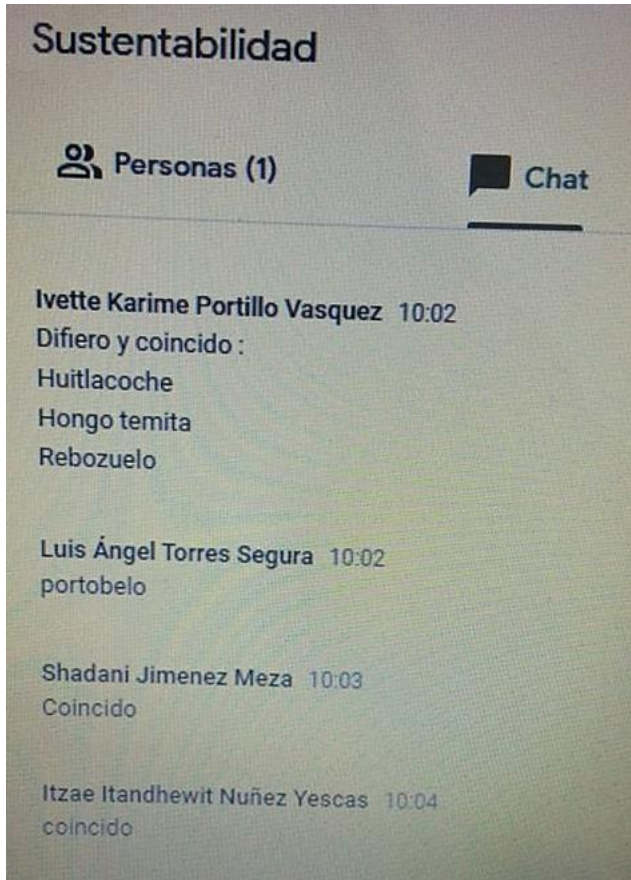 Sustentabilidad
Personas (1)
Chat
Ivette Karime Portillo Vasquez 10:02
Difiero y coincido :
Huitlacoche
Hongo temita
Rebozuelo
Luis Ángel Torres Segura 10:02
portobelo
Shadani Jimenez Meza 10:03
Coincido
Itzae Itandhewit Nuñez Yescas 10:04
coincido